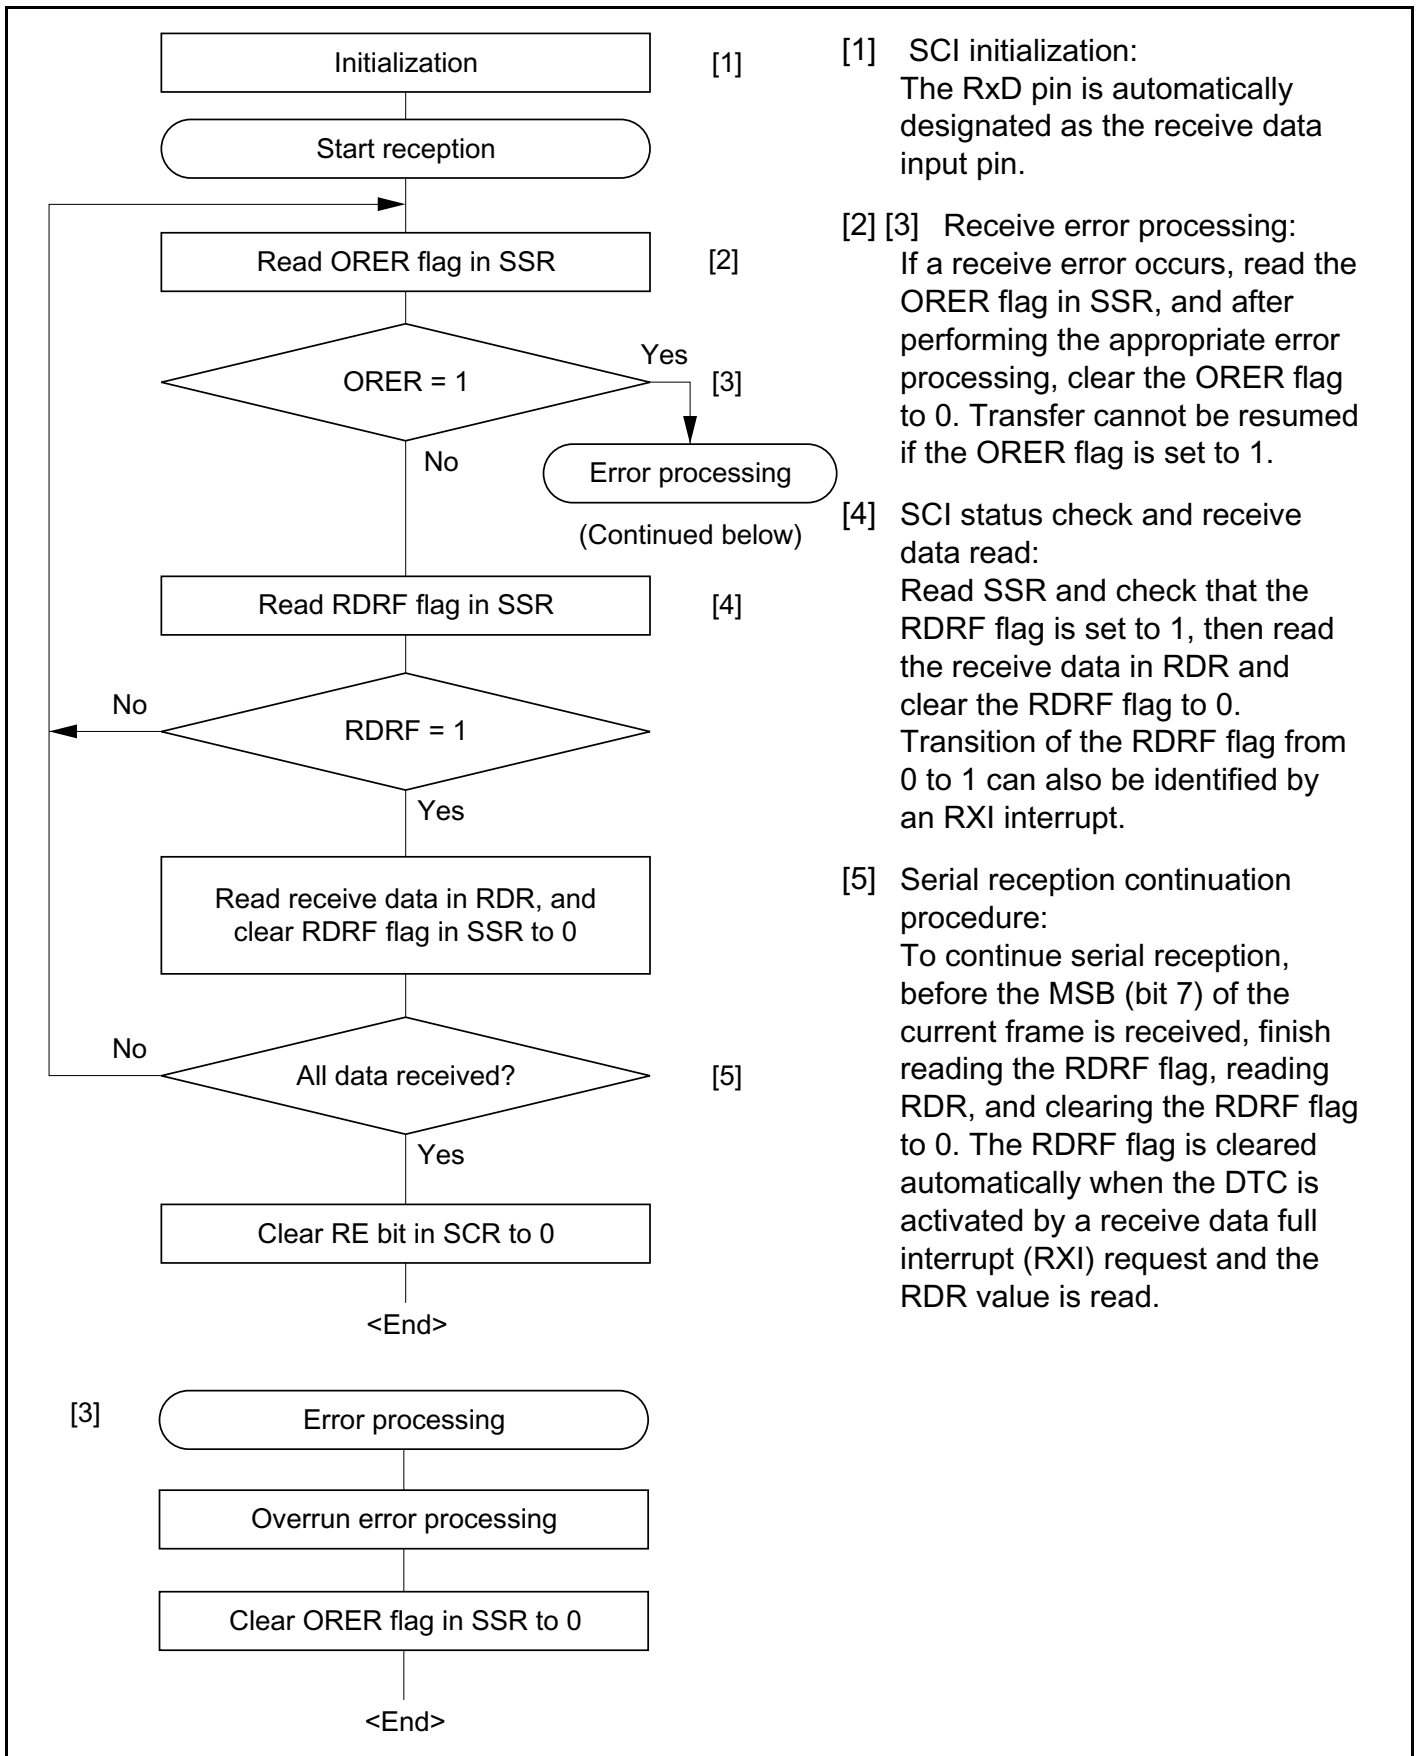 Initialization
[1]
Start reception
Read ORER flag in SSR
[2]
ORER = 1
Yes
[3]
No
Error processing
(Continued below)
Read RDRF flag in SSR
[4]
No
RDRF = 1
Yes
Read receive data in RDR, and
clear RDRF flag in SSR to 0
No
All data received?
[5]
Yes
Clear RE bit in SCR to 0
<End>
[3]
Error processing
Overrun error processing
Clear ORER flag in SSR to 0
<End>
[1] SCI initialization:
The RxD pin is automatically
designated as the receive data
input pin.
[2] [3] Receive error processing:
If a receive error occurs, read the
ORER flag in SSR, and after
performing the appropriate error
processing, clear the ORER flag
to 0. Transfer cannot be resumed
if the ORER flag is set to 1.
[4] SCI status check and receive
data read:
Read SSR and check that the
RDRF flag is set to 1, then read
the receive data in RDR and
clear the RDRF flag to 0.
Transition of the RDRF flag from
0 to 1 can also be identified by
an RXI interrupt.
[5] Serial reception continuation
procedure:
To continue serial reception,
before the MSB (bit 7) of the
current frame is received, finish
reading the RDRF flag, reading
RDR, and clearing the RDRF flag
to 0. The RDRF flag is cleared
automatically when the DTC is
activated by a receive data full
interrupt (RXI) request and the
RDR value is read.